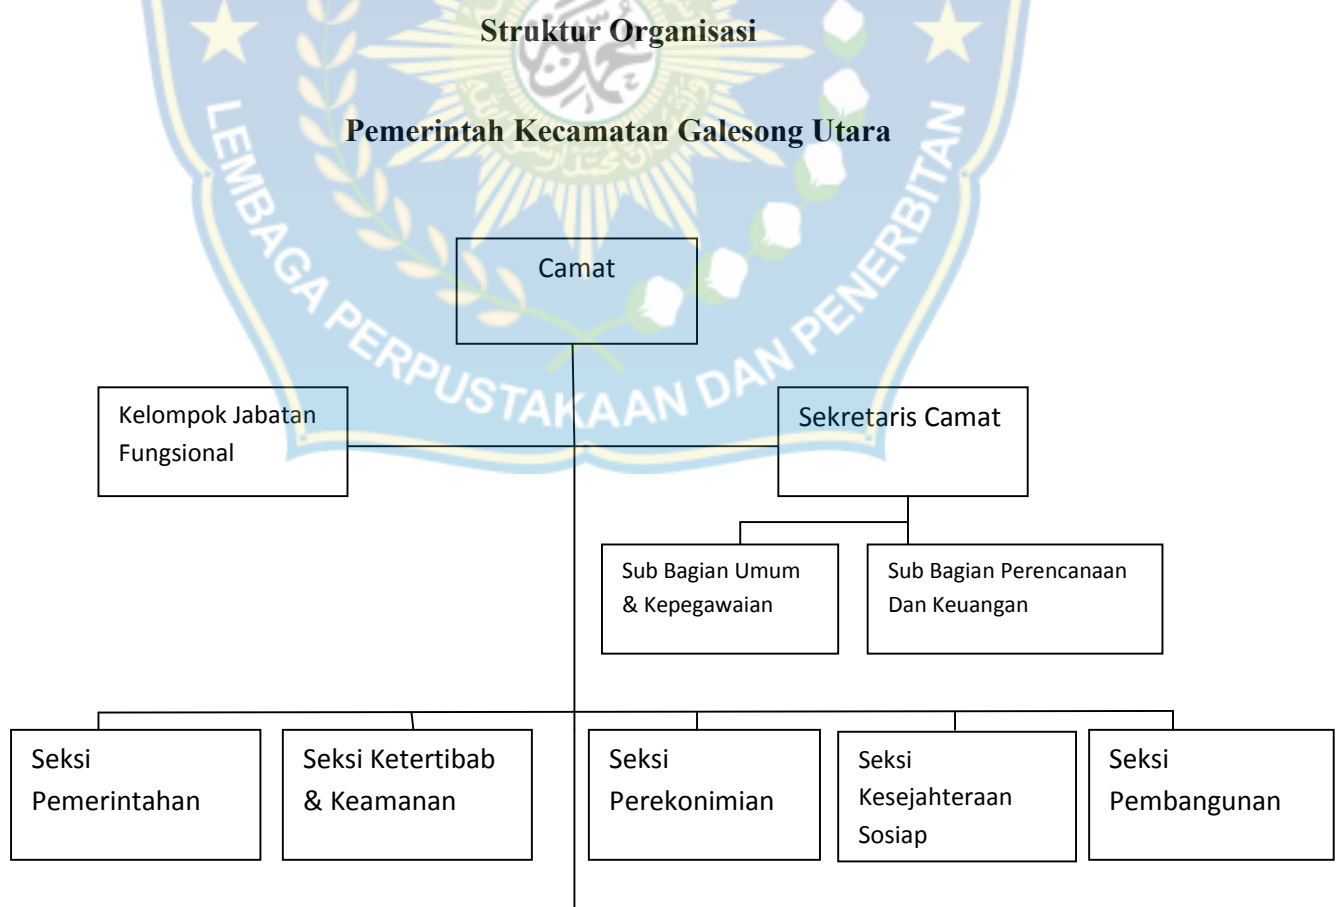 Struktur Organisasi
Pemerintah Kecamatan Galesong Utara
LEMBAGA PERPUSTAKAAN DAN PENERBITAN
Camat
Kelompok Jabatan
Fungsional
Sekretaris Camat
Sub Bagian Umum
& Kepegawaian
Sub Bagian Perencanaan
Dan Keuangan
Seksi
Pemerintahan
Seksi Ketertibab
& Keamanan
Seksi
Perekonimian
Seksi
Kesejahteraan
Sosiap
Seksi
Pembangunan